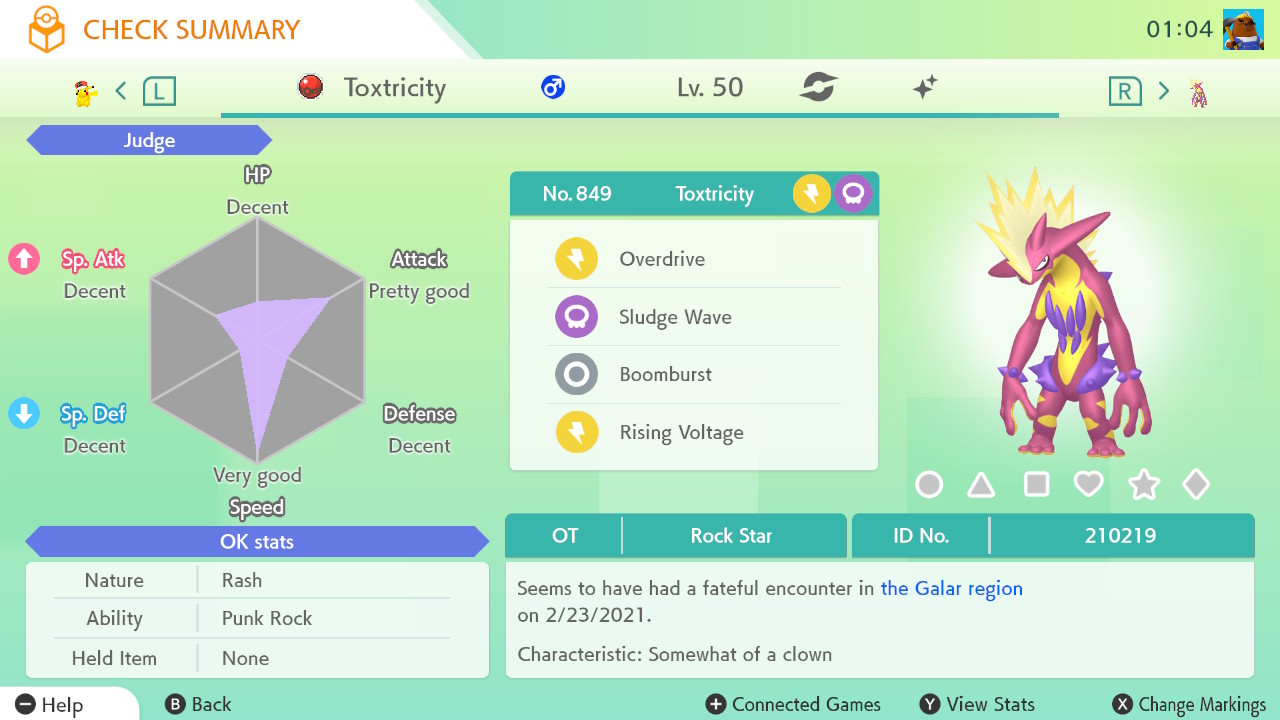 CHECK SUMMARY
01:04
L
Toxtricity
Lv. 50
R
Judge
HP
Decent
Sp. Atk
Decent
Attack
Pretty good
Sp. Def
Decent
Defense
Decent
Very good
Speed
OK stats
Nature Rash
Ability Punk Rock
Held Item None
No. 849 Toxtricity
Overdrive
Sludge Wave
Boomburst
Rising Voltage
OT Rock Star
ID No. 210219
Seems to have had a fateful encounter in the Galar region
on 2/23/2021.
Characteristic: Somewhat of a clown
Help
B Back
Connected Games
Y View Stats
X Change Markings